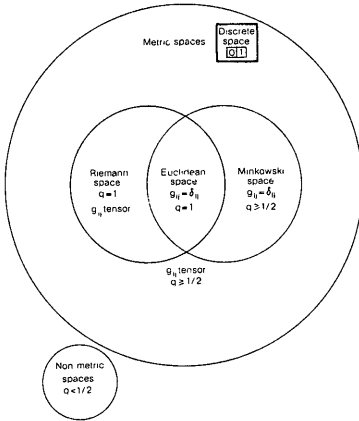 Metric spaces
Discrete
space
0 1
Riemann
space
q = 1
g_ij tensor
Euclinean
space
g_ij = δ_ij
q = 1
Minkowski
space
g_ij = δ_ij
q ≥ 1/2
g_ij tensor
q ≥ 1/2
Non metric
spaces
q < 1/2